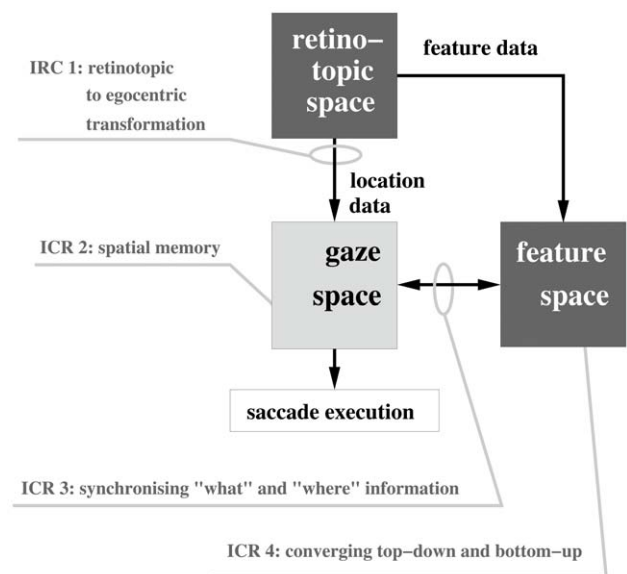 retino-
topic
space
feature data
IRC 1: retinotopic
to egocentric
transformation
location
data
ICR 2: spatial memory
gaze
space
feature
space
saccade execution
ICR 3: synchronising "what" and "where" information
ICR 4: converging top-down and bottom-up